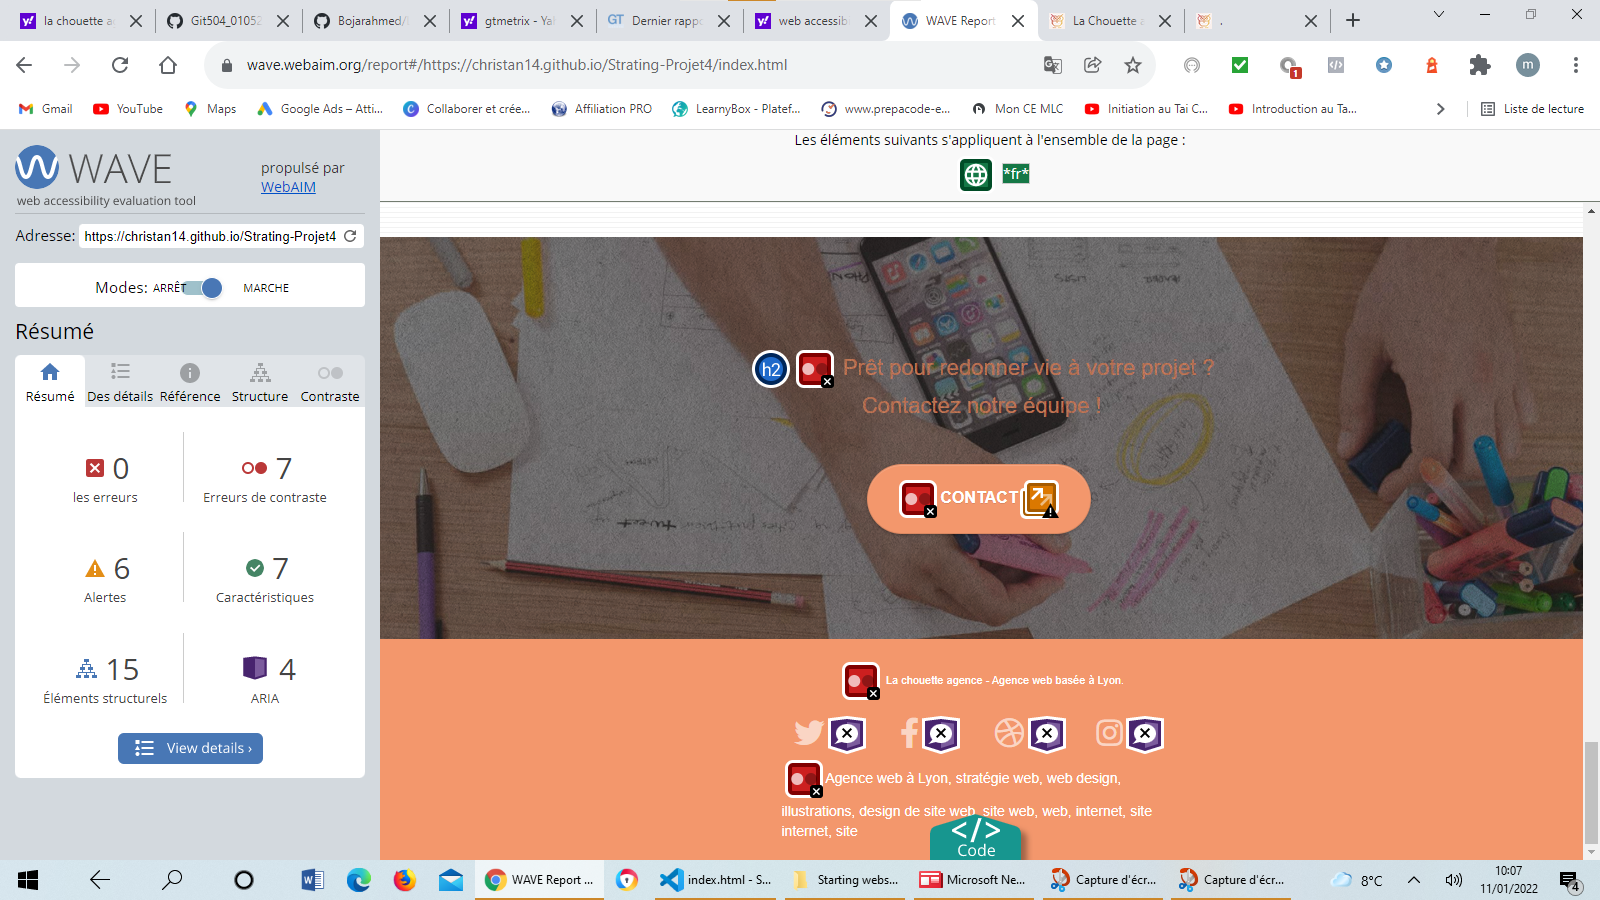 la chouette a
Git504_01052
Bojarahmed/
gtmetrix - Yah
GT Dernier rappo
web accessibi
WAVE Report
La Chouette a
.
wave.webaim.org/report#/https://christan14.github.io/Strating-Projet4/index.html
1
m
Gmail
YouTube
Maps
Google Ads – Atti...
Collaborer et crée...
Affiliation PRO
LearnyBox - Platef...
www.prepacode-e...
Mon CE MLC
Initiation au Tai C...
Introduction au Ta...
Liste de lecture
WAVE
web accessibility evaluation tool
propulsé par
WebAIM
Adresse: https://christan14.github.io/Strating-Projet4
Modes: ARRÊT MARCHE
Résumé
Résumé Des détails Référence Structure Contraste
0
les erreurs
7
Erreurs de contraste
6
Alertes
7
Caractéristiques
15
Éléments structurels
4
ARIA
View details ›
Les éléments suivants s'appliquent à l'ensemble de la page :
*fr*
h2 Prêt pour redonner vie à votre projet ?
Contactez notre équipe !
CONTACT
La chouette agence - Agence web basée à Lyon.
Agence web à Lyon, stratégie web, web design,
illustrations, design de site web, site web, web, internet, site
internet, site
</>
Code
WAVE Report ...
index.html - S...
Starting webs...
Microsoft Ne...
Capture d'écr...
Capture d'écr...
8°C
10:07
11/01/2022
4